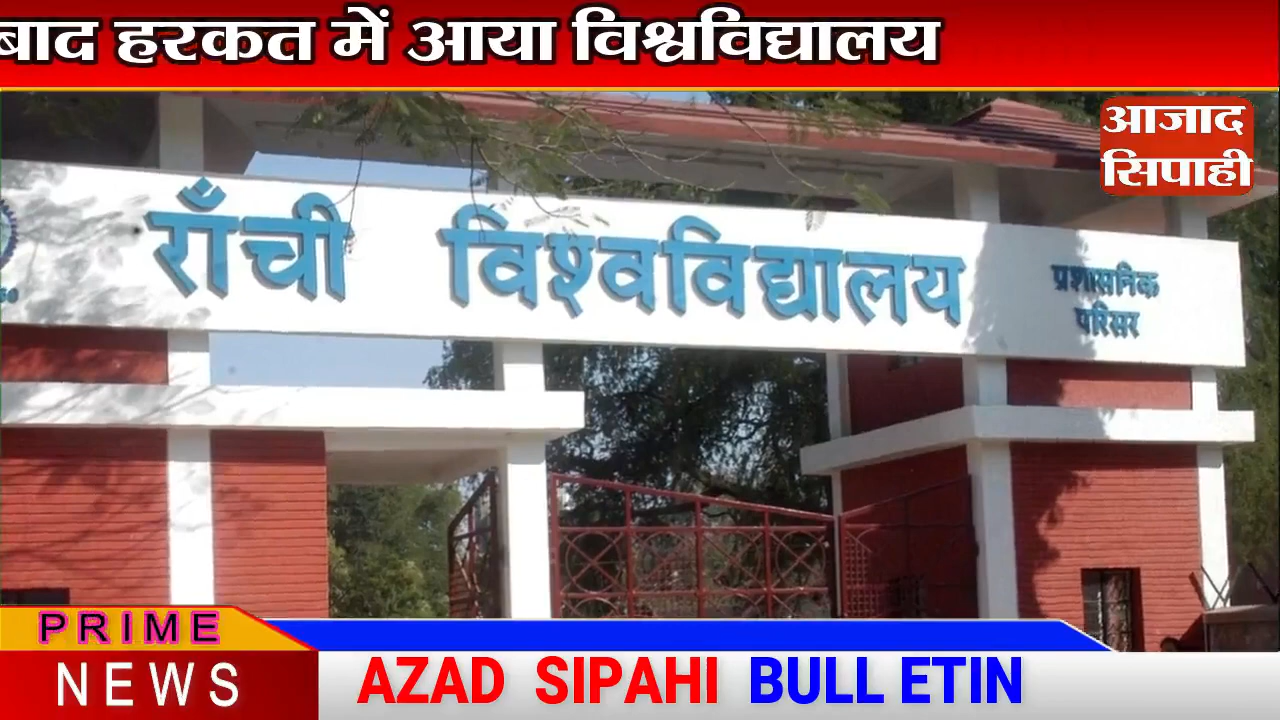 बाद हरकत में आया विश्वविद्यालय
आजाद
सिपाही
राँची विश्वविद्यालय
प्रशासनिक
परिसर
PRIME
NEWS
AZAD SIPAHI BULL ETIN